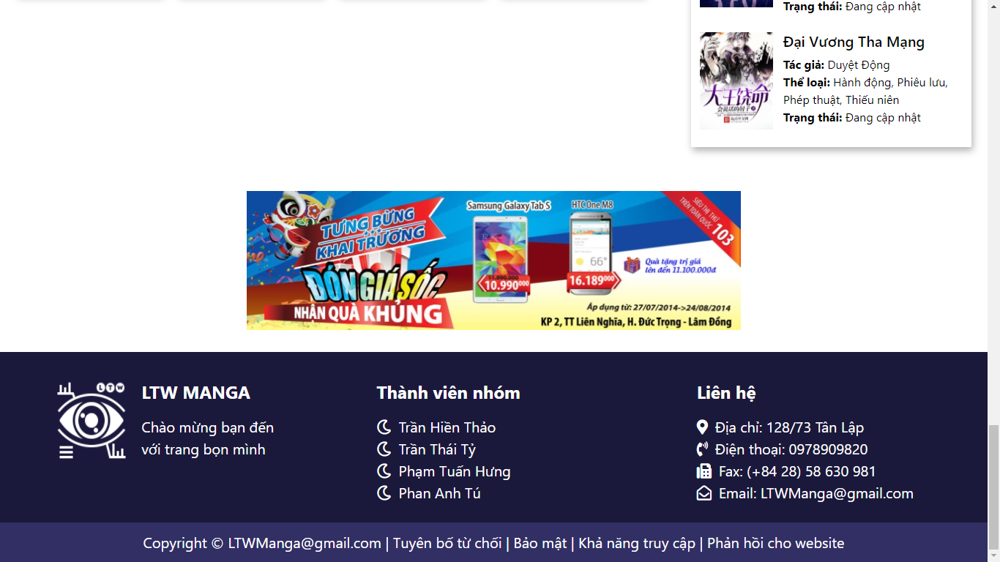 Trạng thái: Đang cập nhật
Đại Vương Tha Mạng
Tác giả: Duyệt Động
Thể loại: Hành động, Phiêu lưu,
Phép thuật, Thiếu niên
Trạng thái: Đang cập nhật
大王饶命
会说话的肘子
TƯNG BỪNG
KHAI TRƯƠNG
ĐÓN GIÁ SỐC
NHẬN QUÀ KHỦNG
Samsung Galaxy Tab S
11.990.000
10.990000
HTC One M8
66°
16.189000
SIÊU THỊ THỨ
103
TRÊN TOÀN QUỐC
Quà tặng trị giá
lên đến 11.100.000đ
Áp dụng từ: 27/07/2014->24/08/2014
KP 2, TT Liên Nghĩa, H. Đức Trọng - Lâm Đồng
LTW
LTW MANGA
Chào mừng bạn đến
với trang bọn mình
Thành viên nhóm
Trần Hiền Thảo
Trần Thái Tỷ
Phạm Tuấn Hưng
Phan Anh Tú
Liên hệ
Địa chỉ: 128/73 Tân Lập
Điện thoại: 0978909820
Fax: (+84 28) 58 630 981
Email: LTWManga@gmail.com
Copyright © LTWManga@gmail.com | Tuyên bố từ chối | Bảo mật | Khả năng truy cập | Phản hồi cho website